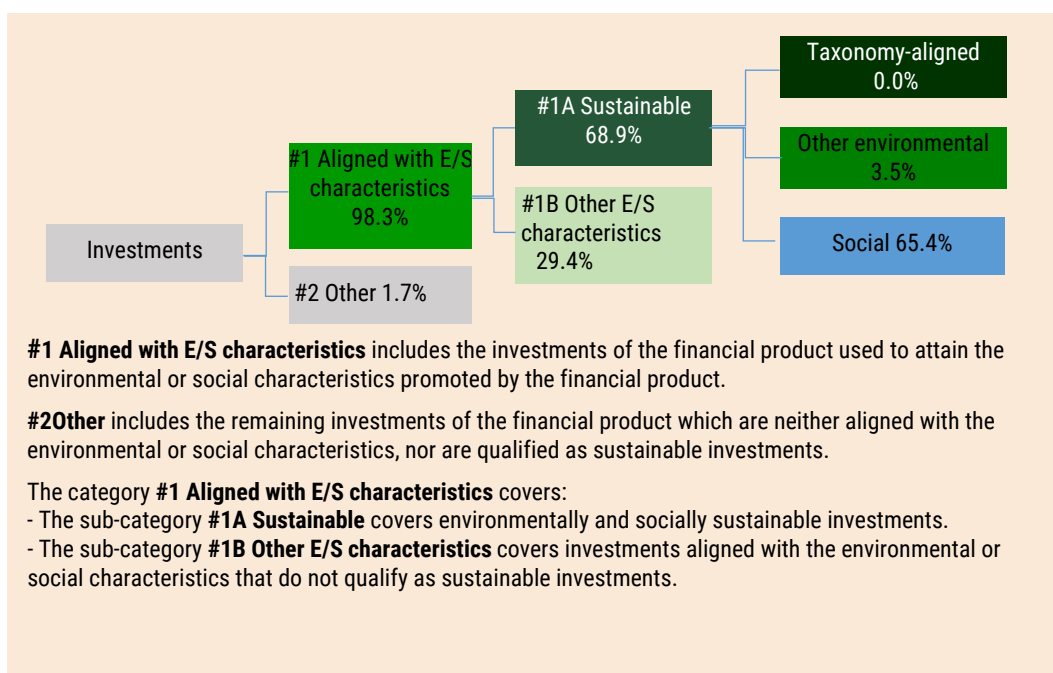 Investments
#1 Aligned with E/S
characteristics
98.3%
#2 Other 1.7%
#1A Sustainable
68.9%
#1B Other E/S
characteristics
29.4%
Taxonomy-aligned
0.0%
Other environmental
3.5%
Social 65.4%
#1 Aligned with E/S characteristics includes the investments of the financial product used to attain the
environmental or social characteristics promoted by the financial product.
#2Other includes the remaining investments of the financial product which are neither aligned with the
environmental or social characteristics, nor are qualified as sustainable investments.
The category #1 Aligned with E/S characteristics covers:
- The sub-category #1A Sustainable covers environmentally and socially sustainable investments.
- The sub-category #1B Other E/S characteristics covers investments aligned with the environmental or
social characteristics that do not qualify as sustainable investments.